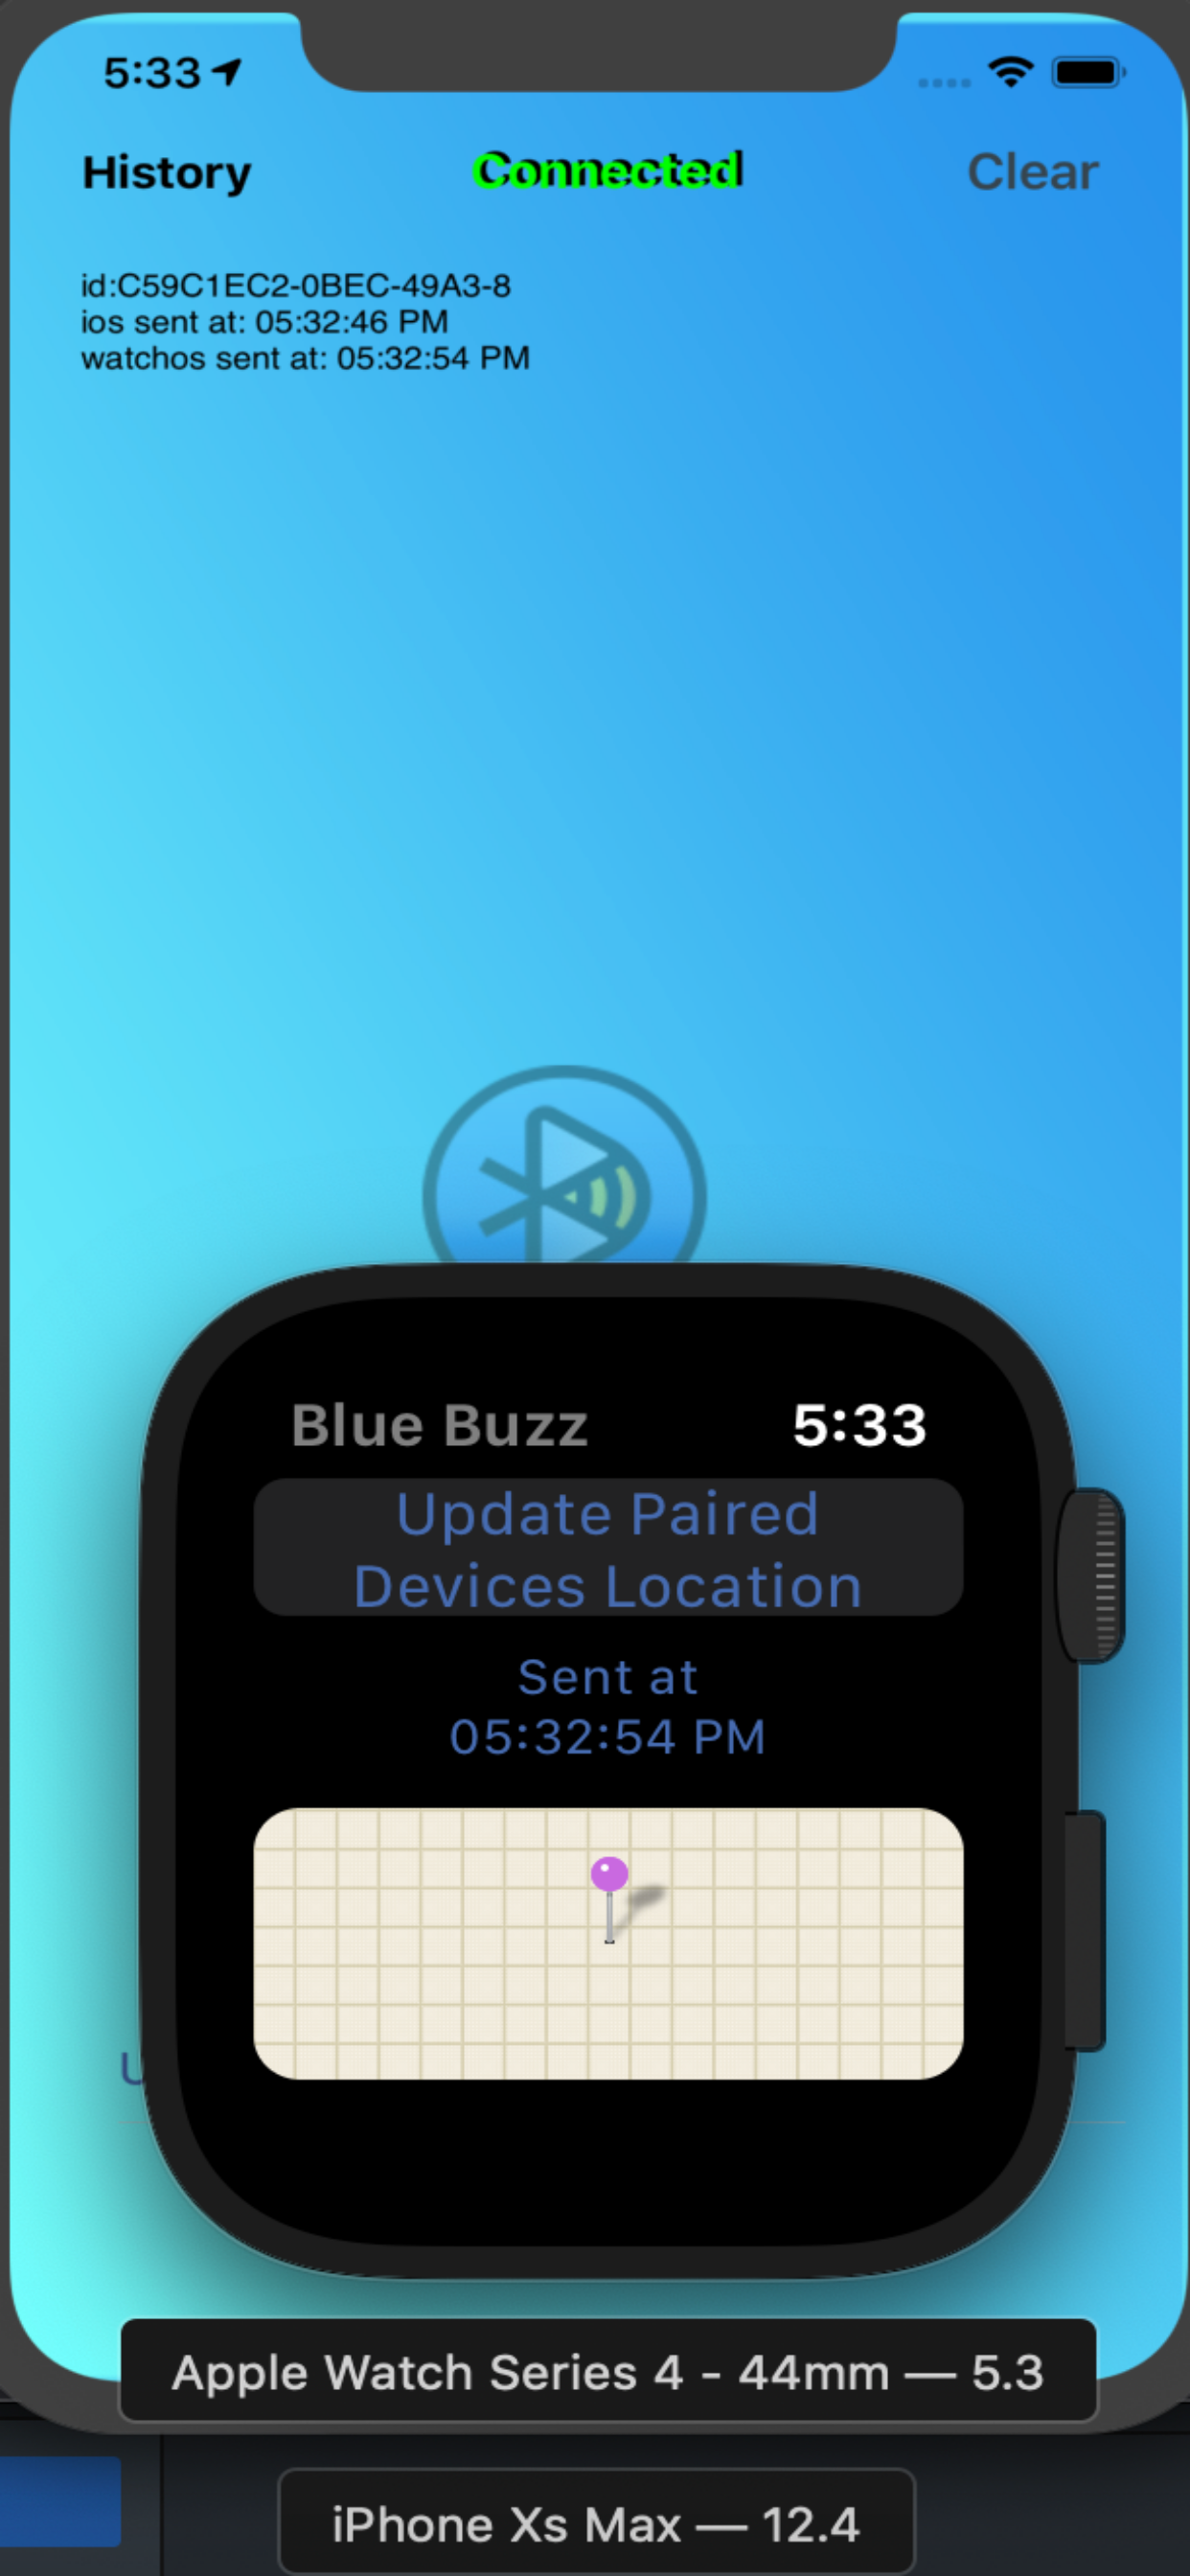 5:33
History Connected Clear
id:C59C1EC2-0BEC-49A3-8
ios sent at: 05:32:46 PM
watchos sent at: 05:32:54 PM
Blue Buzz 5:33
Update Paired
Devices Location
Sent at
05:32:54 PM
U
Apple Watch Series 4 - 44mm — 5.3
iPhone Xs Max — 12.4